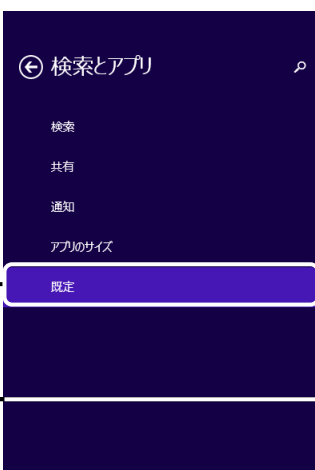 検索とアプリ
検索
共有
通知
アプリのサイズ
既定